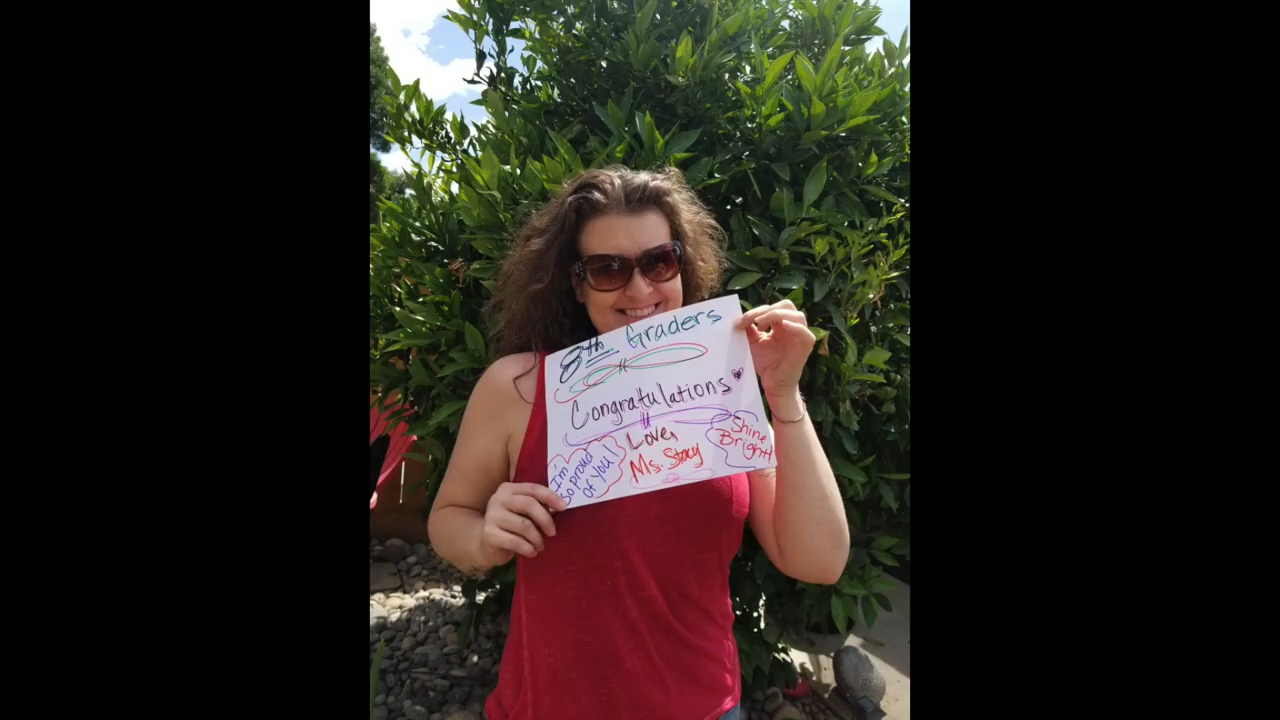 8th Graders
Congratulations
Love,
Ms. Stacy
I'm
so proud
of you!
Shine
Bright!